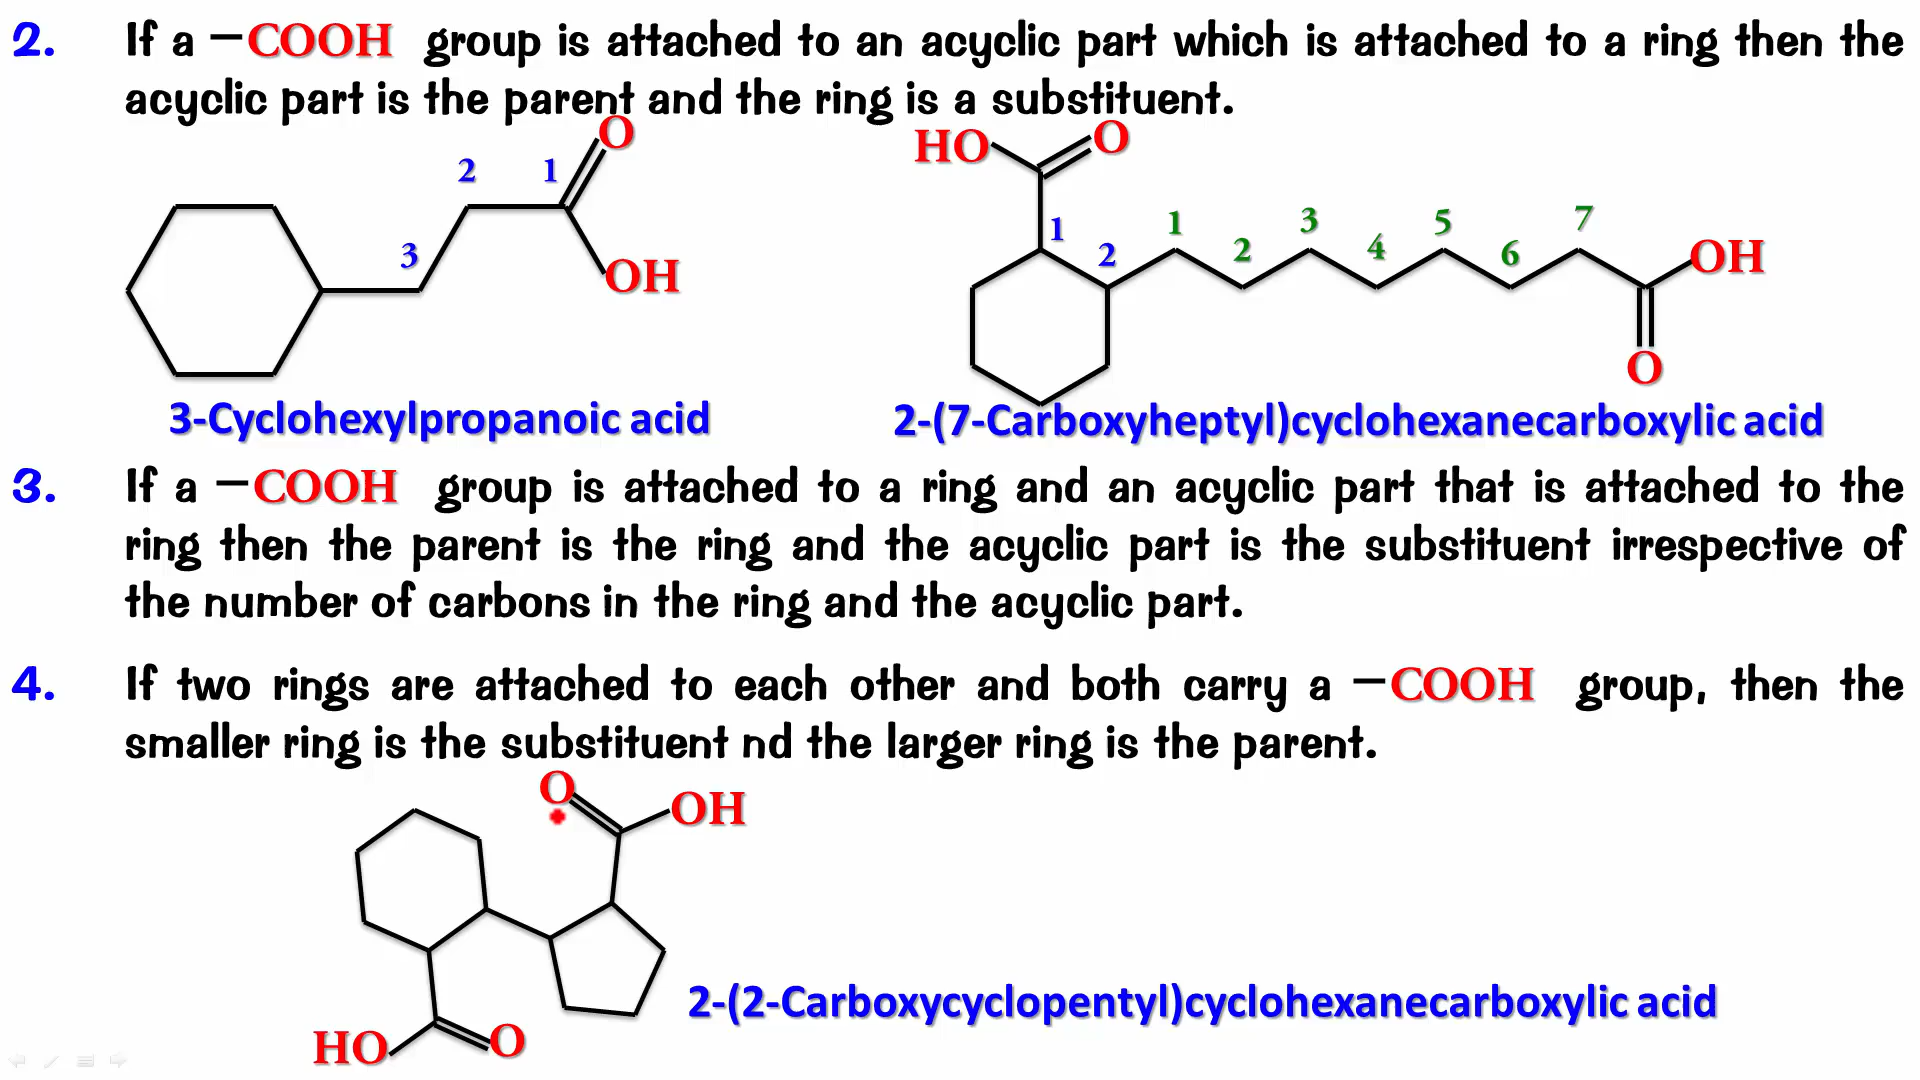 2. If a –COOH group is attached to an acyclic part which is attached to a ring then the
acyclic part is the parent and the ring is a substituent.
O
2 1
3
OH
3-Cyclohexylpropanoic acid
HO O
1 1 2 3 4 5 6 7
2
OH
O
2-(7-Carboxyheptyl)cyclohexanecarboxylic acid
3. If a –COOH group is attached to a ring and an acyclic part that is attached to the
ring then the parent is the ring and the acyclic part is the substituent irrespective of
the number of carbons in the ring and the acyclic part.
4. If two rings are attached to each other and both carry a –COOH group, then the
smaller ring is the substituent nd the larger ring is the parent.
O OH
HO O
2-(2-Carboxycyclopentyl)cyclohexanecarboxylic acid